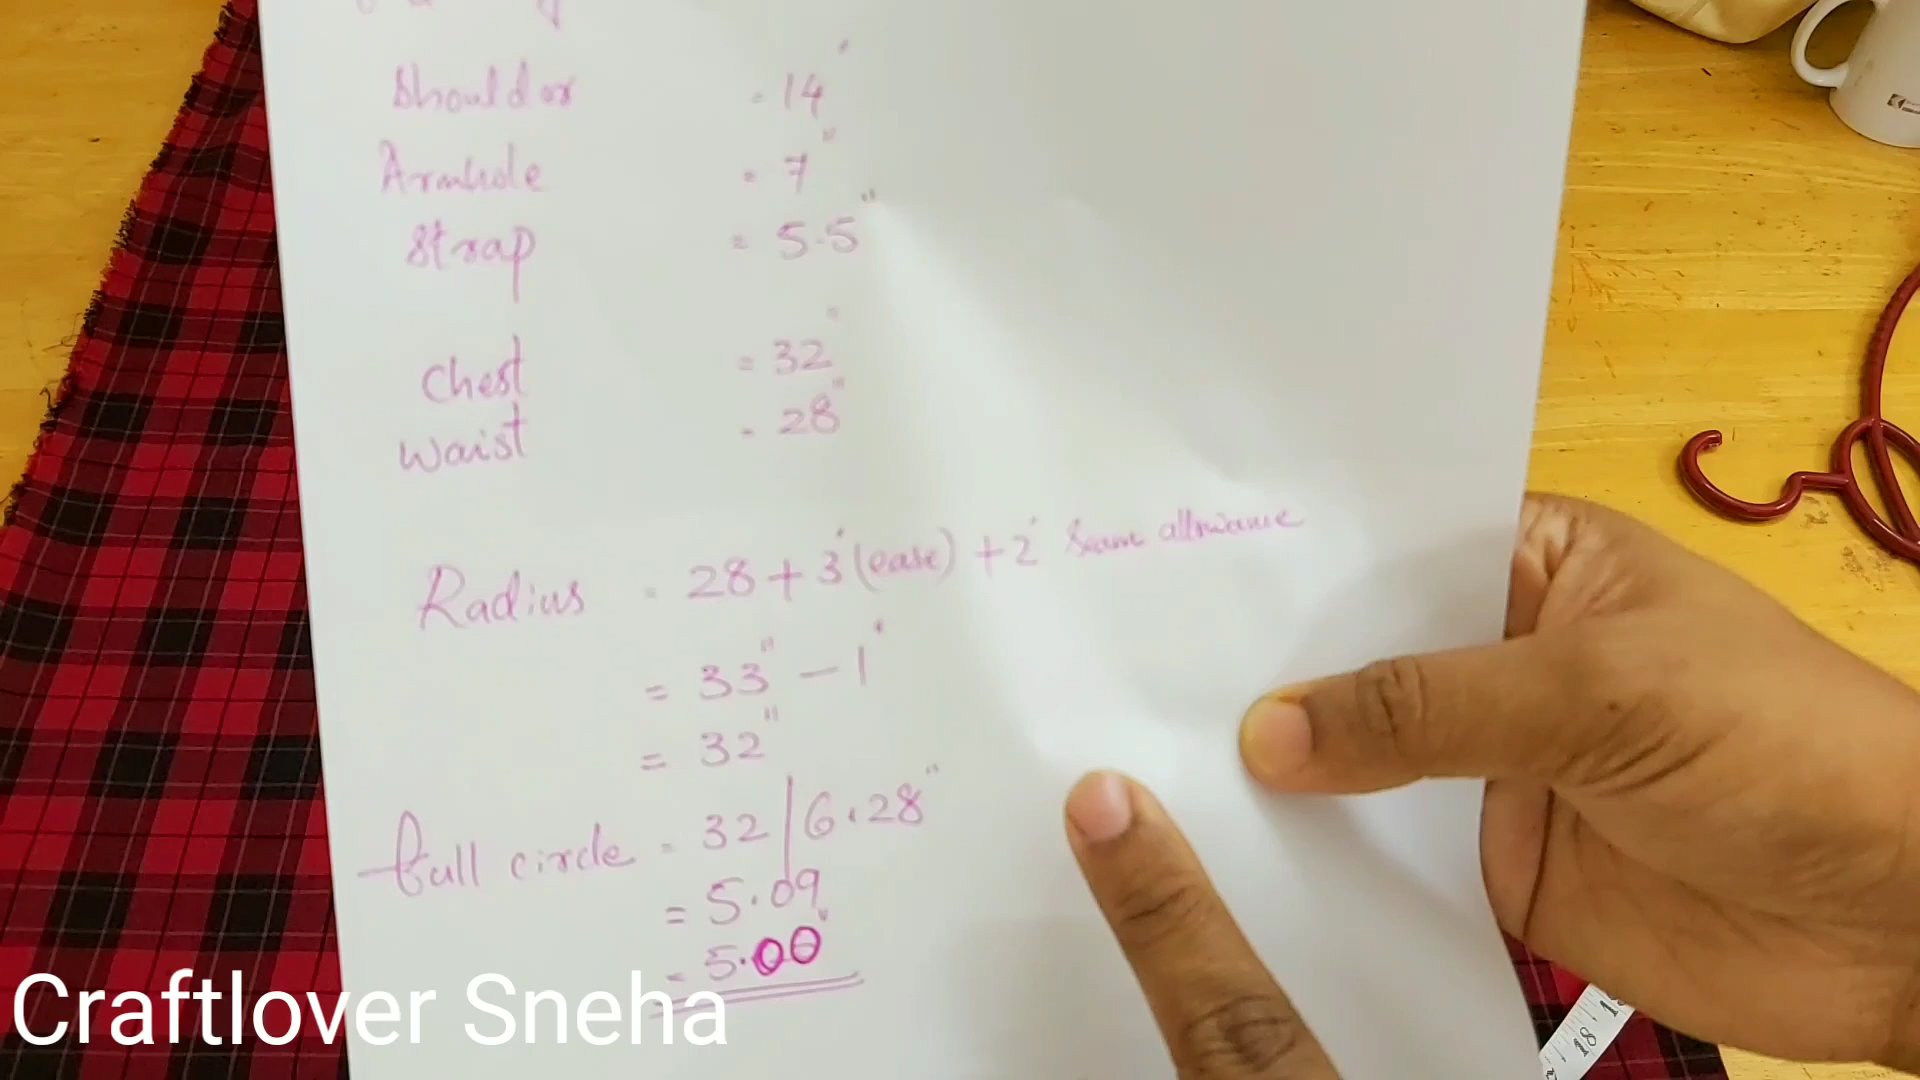 Shoulder = 14"
Armhole = 7"
Strap = 5.5"
Chest = 32"
Waist = 28"
Radius = 28 + 3" (ease) + 2" Seam allowance
= 33" - 1"
= 32"
full circle = 32/6.28"
= 5.09
= 5.00"
Craftlover Sneha